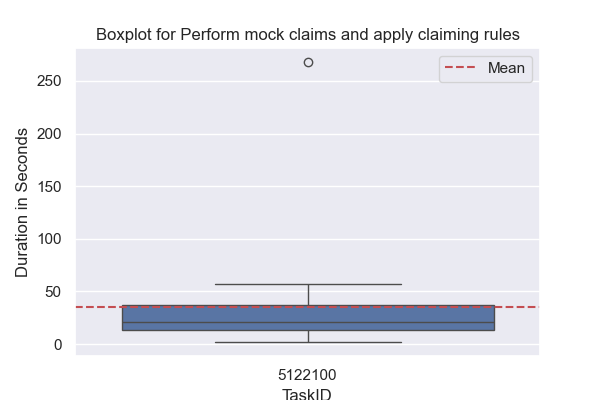 Boxplot for Perform mock claims and apply claiming rules
Mean
250
200
150
100
50
0
Duration in Seconds
5122100
TaskID